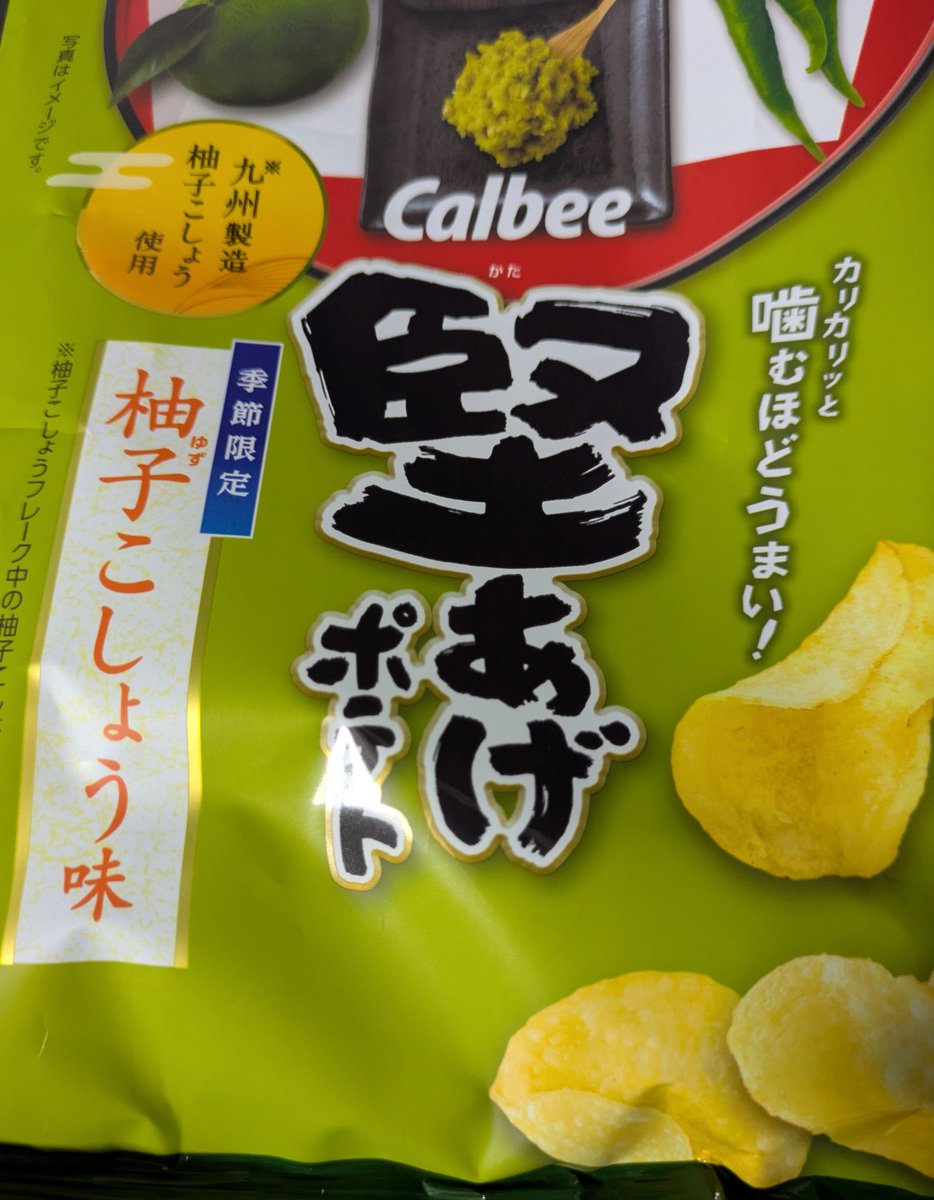 写真はイメージです。
※九州製造
柚子こしょう
使用
Calbee
かた
堅あげ
ポテト
カリカリッと
噛むほどうまい!
季節限定
柚子こしょう味
ゆず
※柚子こしょうフレーク中の柚子こ